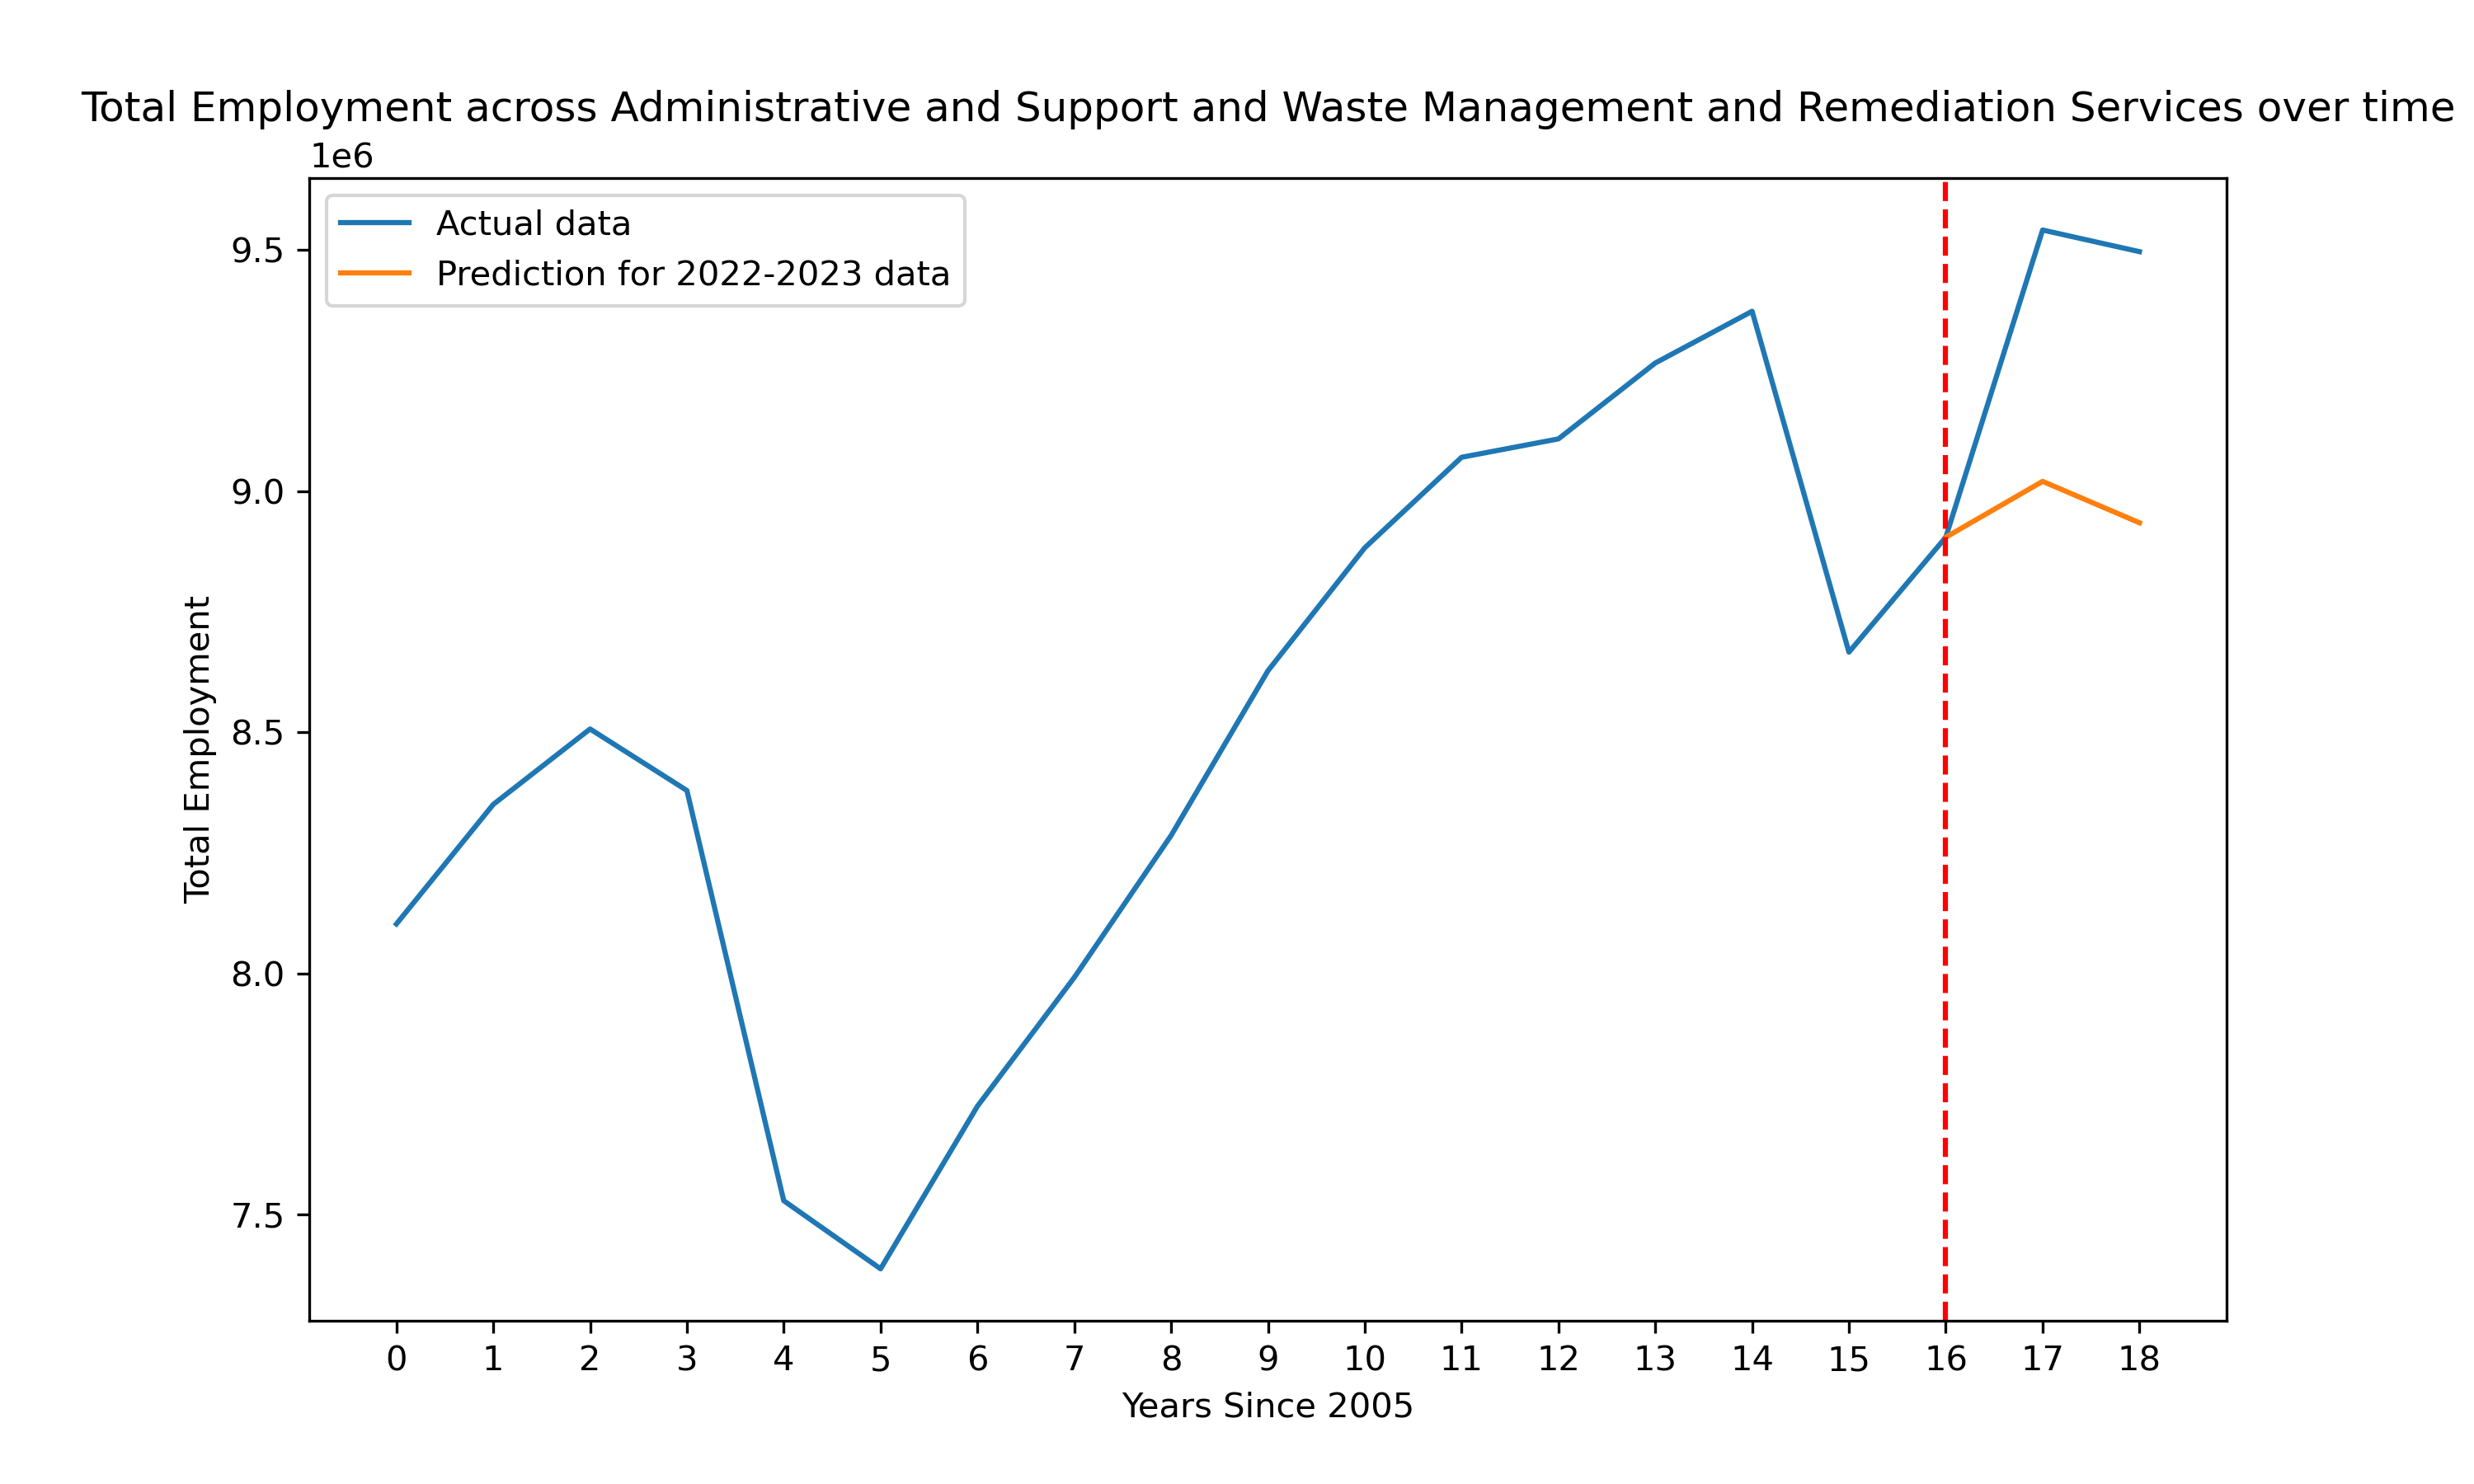 Total Employment across Administrative and Support and Waste Management and Remediation Services over time
1e6
Actual data
Prediction for 2022-2023 data
9.5
9.0
8.5
8.0
7.5
Total Employment
0 1 2 3 4 5 6 7 8 9 10 11 12 13 14 15 16 17 18
Years Since 2005